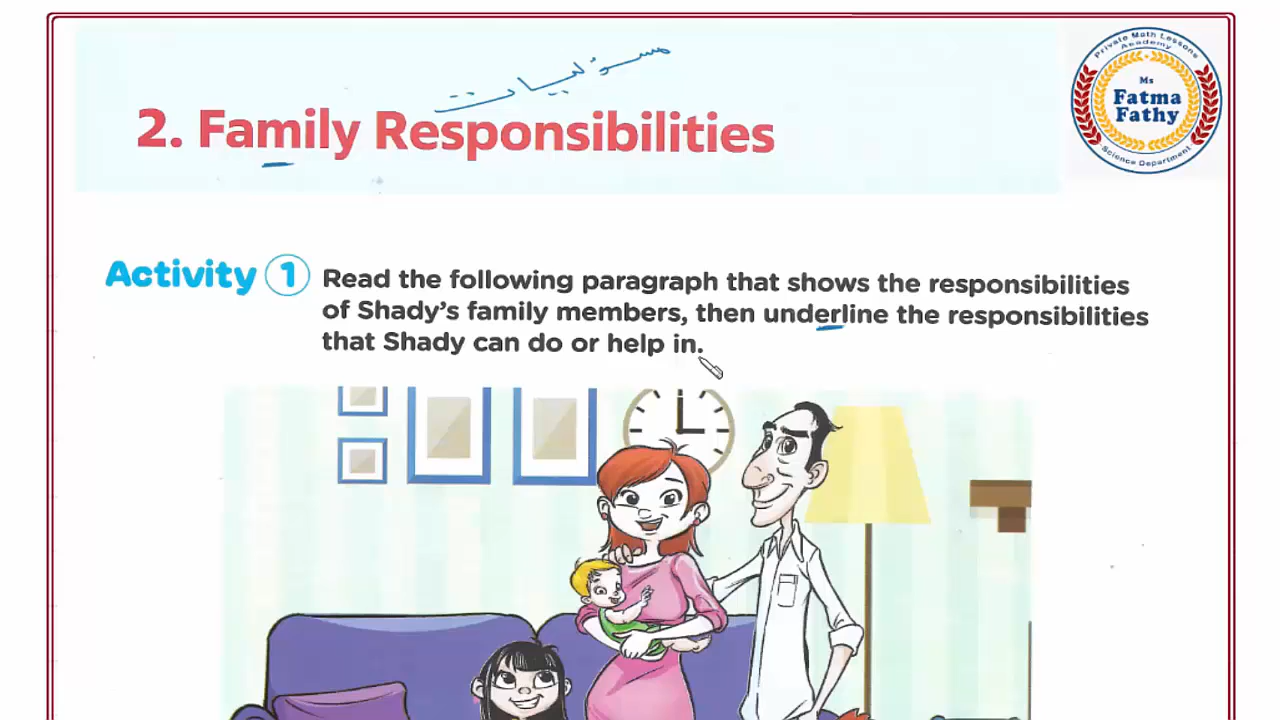 مسؤليات
2. Family Responsibilities
Private Math Lessons
Academy
Ms
Fatma
Fathy
Science Department
Activity 1 Read the following paragraph that shows the responsibilities
of Shady's family members, then underline the responsibilities
that Shady can do or help in.